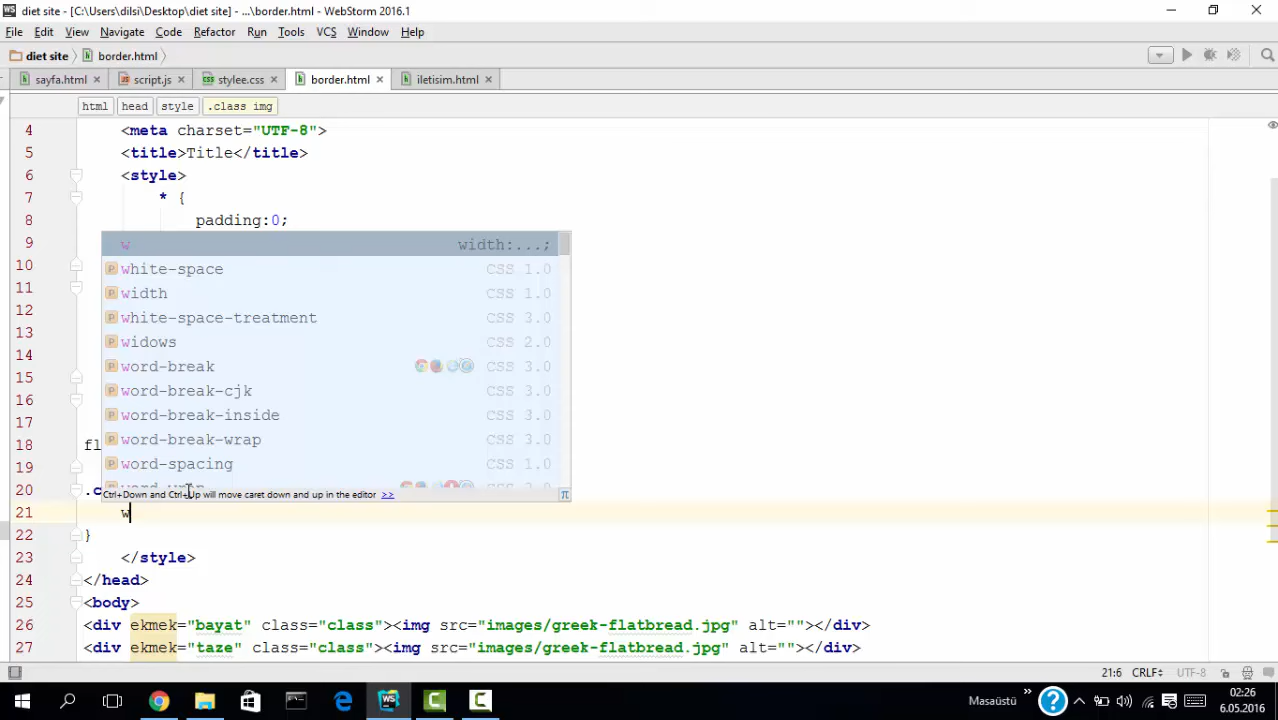 WS diet site - [C:\Users\dilsi\Desktop\diet site] - ...\border.html - WebStorm 2016.1
File Edit View Navigate Code Refactor Run Tools VCS Window Help
diet site border.html
sayfa.html script.js stylee.css border.html iletisim.html
html head style .class img
4 <meta charset="UTF-8">
5 <title>Title</title>
6 <style>
7 * {
8 padding:0;
9
w width:...;
10
white-space CSS 1.0
11
width CSS 1.0
12
white-space-treatment CSS 3.0
13
widows CSS 2.0
14
word-break CSS 3.0
15
word-break-cjk CSS 3.0
16
word-break-inside CSS 3.0
17
word-break-wrap CSS 3.0
18 fl
word-spacing CSS 1.0
19
word-wrap CSS 3.0
20 .c
Ctrl+Down and Ctrl+Up will move caret down and up in the editor >> π
21 w
22 }
23 </style>
24 </head>
25 <body>
26 <div ekmek="bayat" class="class"><img src="images/greek-flatbread.jpg" alt=""></div>
27 <div ekmek="taze" class="class"><img src="images/greek-flatbread.jpg" alt=""></div>
21:6 CRLF UTF-8
WS Masaüstü » ? 02:26
6.05.2016